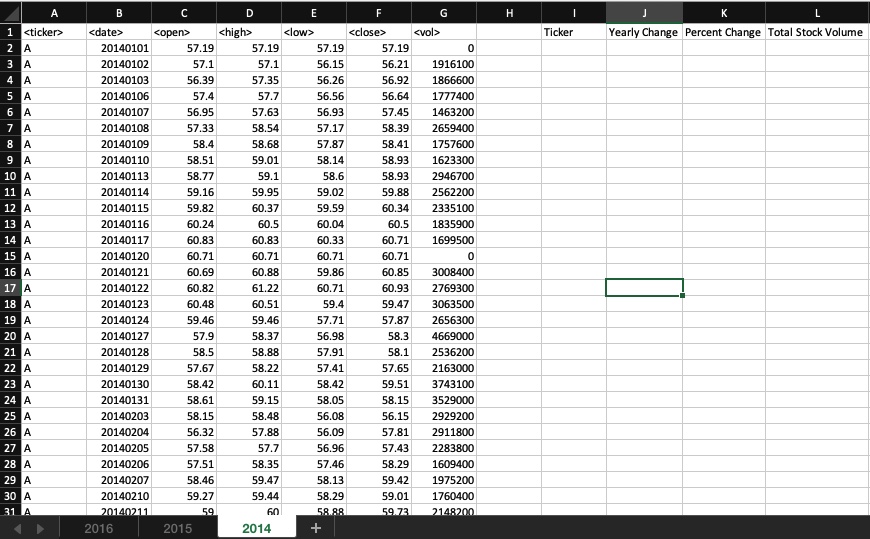 A B C D E F G H I J K L
1 <ticker> <date> <open> <high> <low> <close> <vol> Ticker Yearly Change Percent Change Total Stock Volume
2 A 20140101 57.19 57.19 57.19 57.19 0
3 A 20140102 57.1 57.1 56.15 56.21 1916100
4 A 20140103 56.39 57.35 56.26 56.92 1866600
5 A 20140106 57.4 57.7 56.56 56.64 1777400
6 A 20140107 56.95 57.63 56.93 57.45 1463200
7 A 20140108 57.33 58.54 57.17 58.39 2659400
8 A 20140109 58.4 58.68 57.87 58.41 1757600
9 A 20140110 58.51 59.01 58.14 58.93 1623300
10 A 20140113 58.77 59.1 58.6 58.93 2946700
11 A 20140114 59.16 59.95 59.02 59.88 2562200
12 A 20140115 59.82 60.37 59.59 60.34 2335100
13 A 20140116 60.24 60.5 60.04 60.5 1835900
14 A 20140117 60.83 60.83 60.33 60.71 1699500
15 A 20140120 60.71 60.71 60.71 60.71 0
16 A 20140121 60.69 60.88 59.86 60.85 3008400
17 A 20140122 60.82 61.22 60.71 60.93 2769300
18 A 20140123 60.48 60.51 59.4 59.47 3063500
19 A 20140124 59.46 59.46 57.71 57.87 2656300
20 A 20140127 57.9 58.37 56.98 58.3 4669000
21 A 20140128 58.5 58.88 57.91 58.1 2536200
22 A 20140129 57.67 58.22 57.41 57.65 2163000
23 A 20140130 58.42 60.11 58.42 59.51 3743100
24 A 20140131 58.61 59.15 58.05 58.15 3529000
25 A 20140203 58.15 58.48 56.08 56.15 2929200
26 A 20140204 56.32 57.88 56.09 57.81 2911800
27 A 20140205 57.58 57.7 56.96 57.43 2283800
28 A 20140206 57.51 58.35 57.46 58.29 1609400
29 A 20140207 58.46 59.47 58.13 59.42 1975200
30 A 20140210 59.27 59.44 58.29 59.01 1760400
31 A 20140211 59 60 58.88 59.73 2148200
2016 2015 2014 +